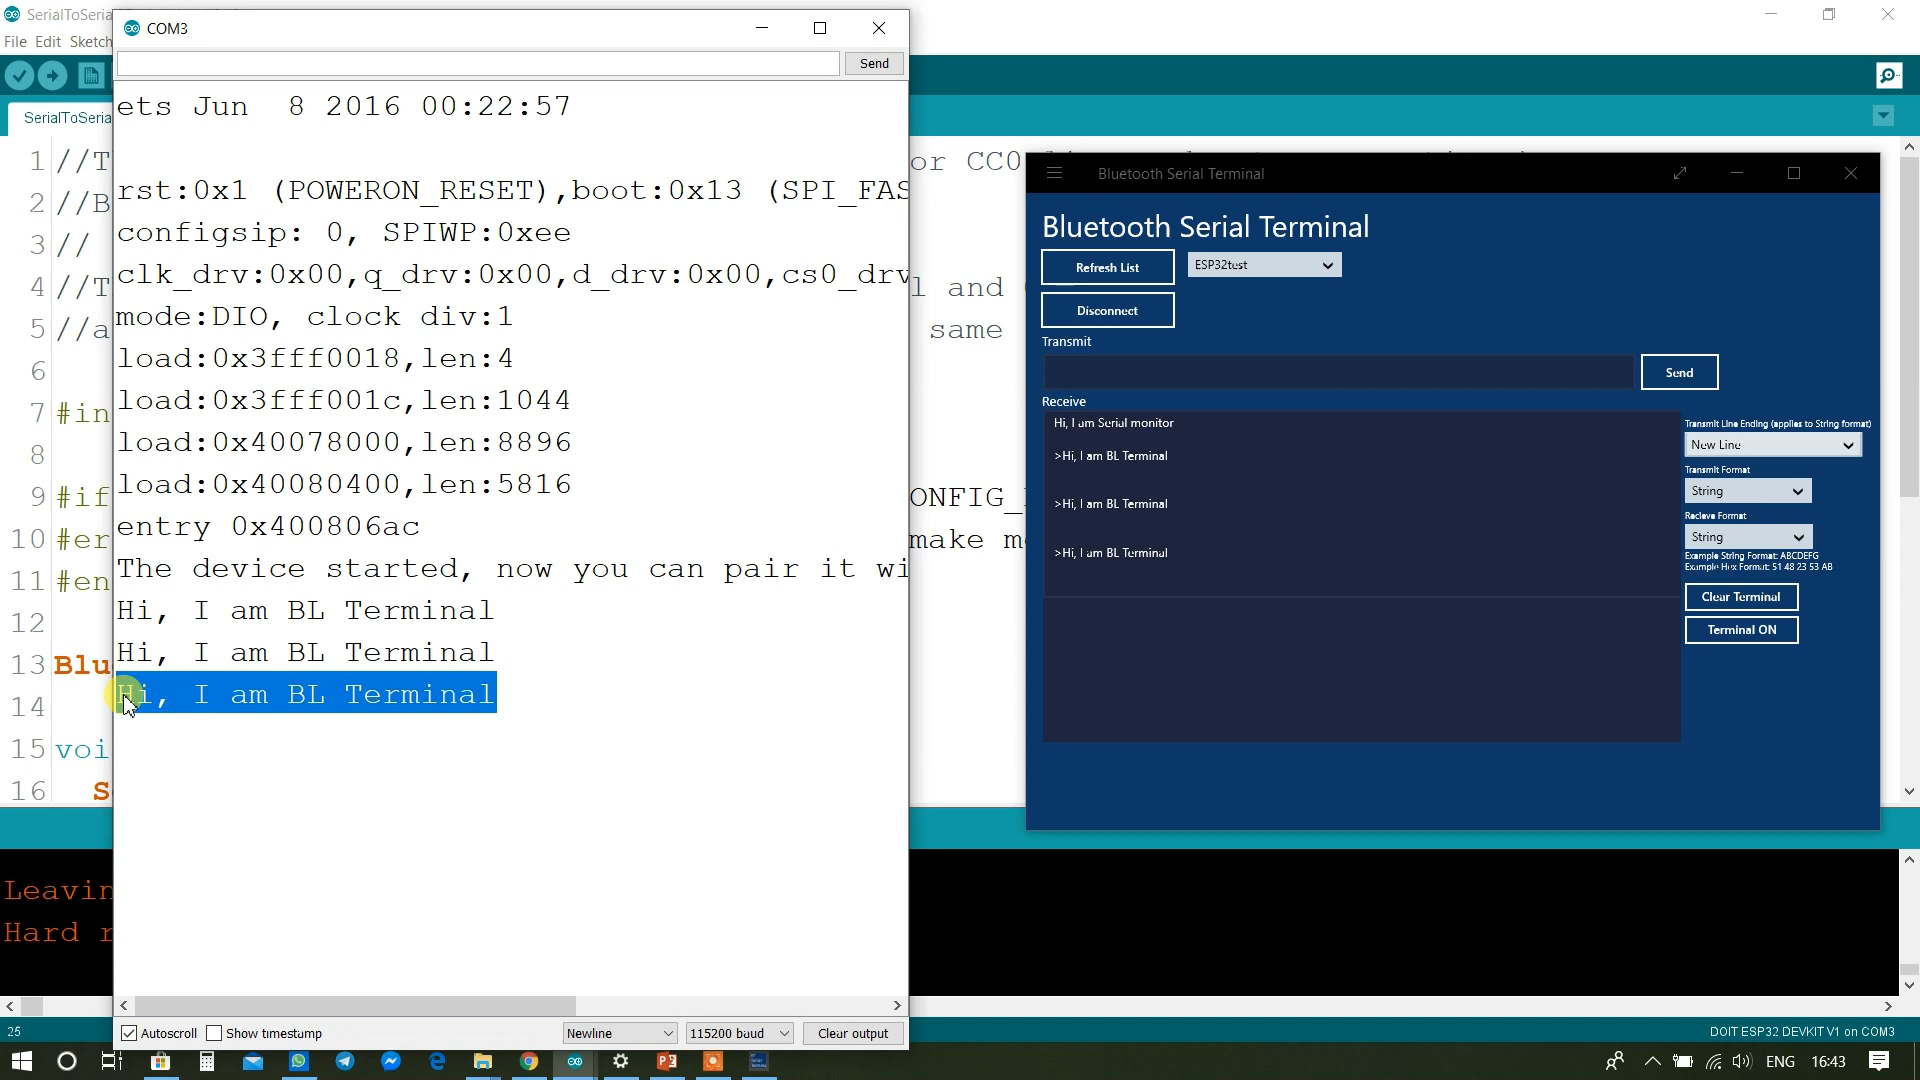 SerialToSerial
COM3
File Edit Sketch
Send
SerialToSeria
ets Jun  8 2016 00:22:57
rst:0x1 (POWERON_RESET),boot:0x13 (SPI_FAS
configsip: 0, SPIWP:0xee
clk_drv:0x00,q_drv:0x00,d_drv:0x00,cs0_drv
mode:DIO, clock div:1
load:0x3fff0018,len:4
load:0x3fff001c,len:1044
load:0x40078000,len:8896
load:0x40080400,len:5816
entry 0x400806ac
The device started, now you can pair it wi
Hi, I am BL Terminal
Hi, I am BL Terminal
Hi, I am BL Terminal
Autoscroll
Show timestamp
Newline
115200 baud
Clear output
1 //T
or CC0
2 //B
3 //
4 //T
l and
5 //a
same
6
7 #in
8
9 #if
ONFIG_
10 #er
make m
11 #en
12
13 Blu
14
15 voi
16 S
Bluetooth Serial Terminal
Bluetooth Serial Terminal
Refresh List
ESP32test
Disconnect
Transmit
Send
Receive
Hi, I am Serial monitor
>Hi, I am BL Terminal
>Hi, I am BL Terminal
>Hi, I am BL Terminal
Transmit Line Ending (applies to String format)
New Line
Transmit Format
String
Recieve Format
String
Example String Format: ABCDEFG
Example Hex Format: 51 48 23 53 AB
Clear Terminal
Terminal ON
Leavin
Hard r
25
DOIT ESP32 DEVKIT V1 on COM3
ENG
16:43